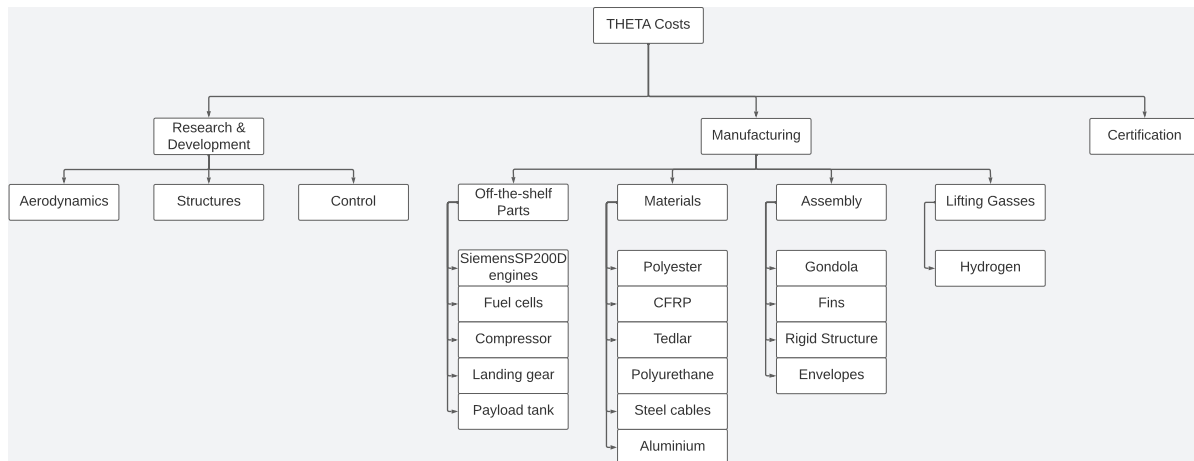 THETA Costs
Research &
Development
Manufacturing
Certification
Aerodynamics
Structures
Control
Off-the-shelf
Parts
Materials
Assembly
Lifting Gasses
SiemensSP200D
engines
Fuel cells
Compressor
Landing gear
Payload tank
Polyester
CFRP
Tedlar
Polyurethane
Steel cables
Aluminium
Gondola
Fins
Rigid Structure
Envelopes
Hydrogen